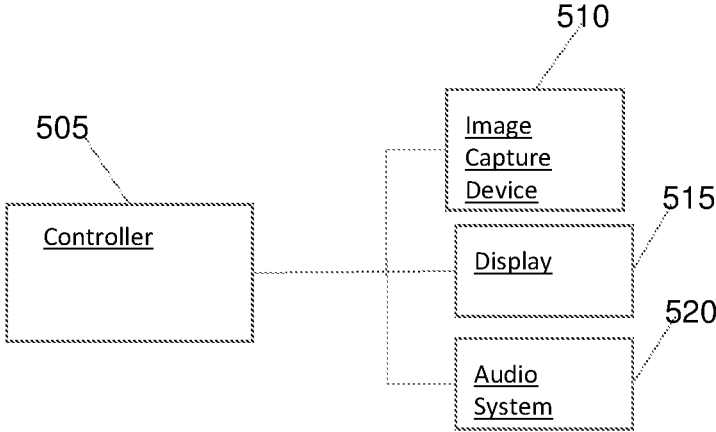 510
505
Image
Capture
Device
Controller
515
Display
520
Audio
System